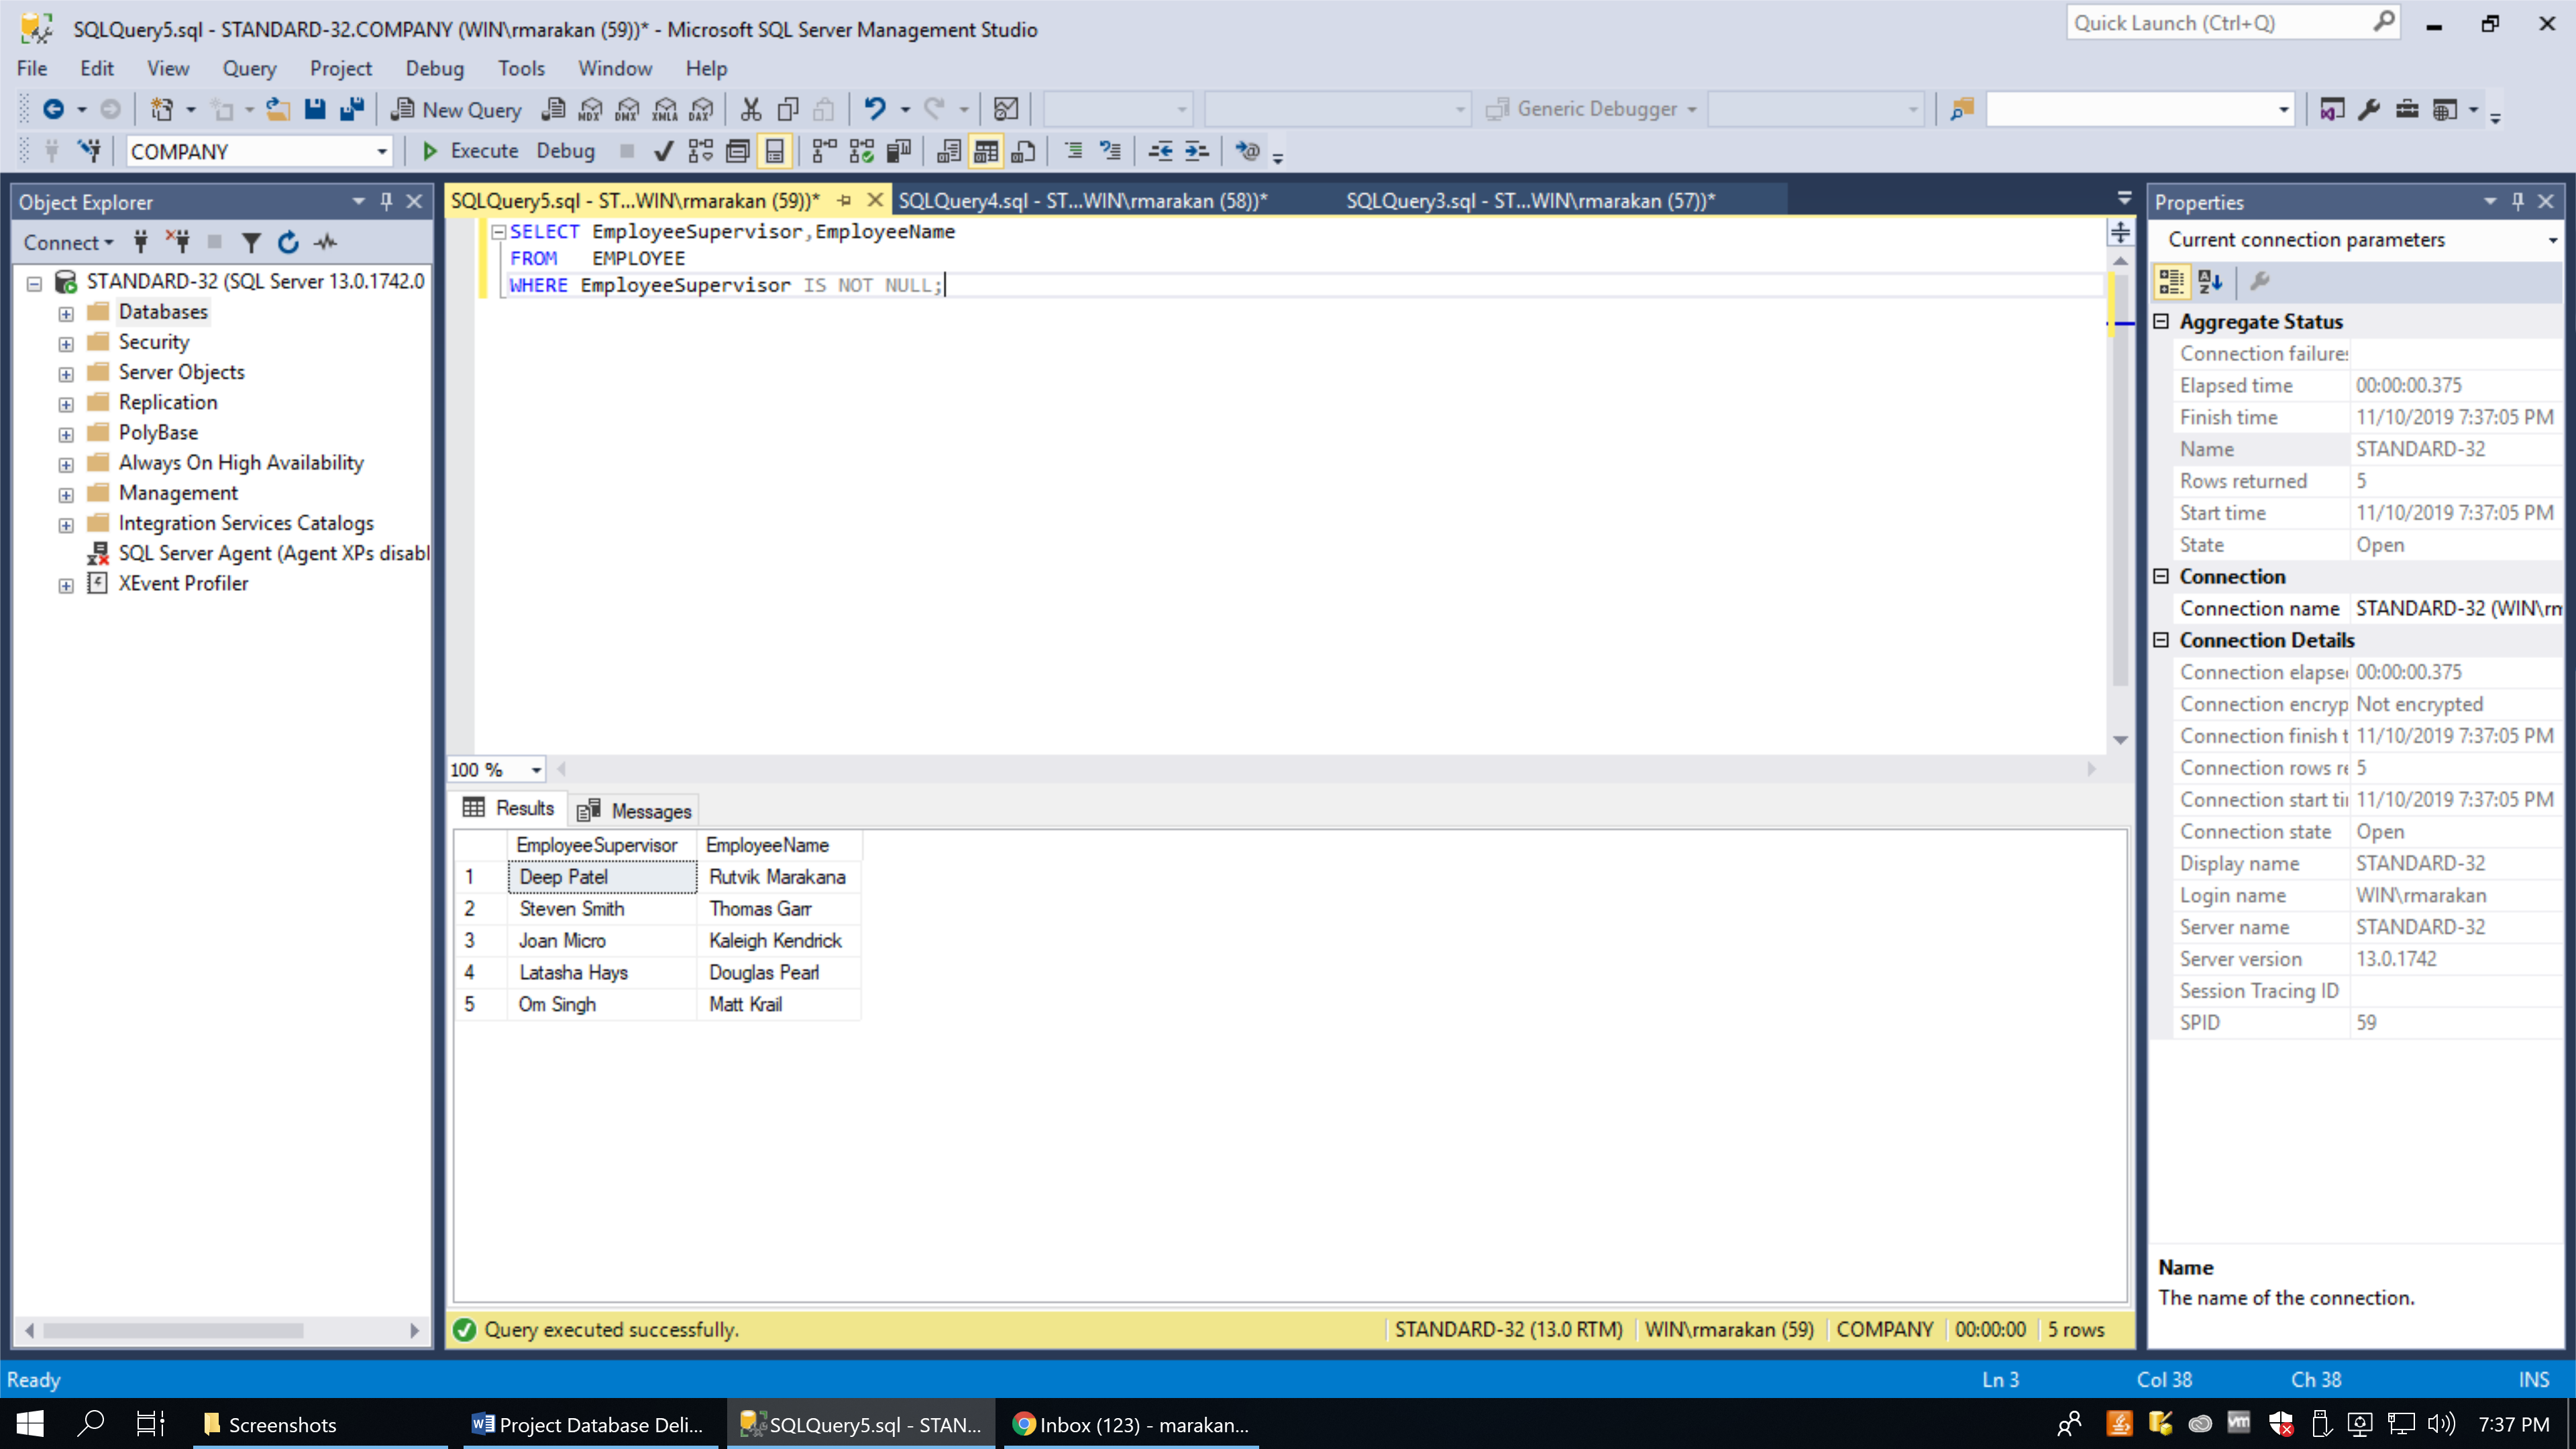 SQLQuery5.sql - STANDARD-32.COMPANY (WIN\rmarakan (59))* - Microsoft SQL Server Management Studio
Quick Launch (Ctrl+Q)
File Edit View Query Project Debug Tools Window Help
New Query MDX DMX XMLA DAX Generic Debugger
COMPANY Execute Debug
Object Explorer
Connect
STANDARD-32 (SQL Server 13.0.1742.0
Databases
Security
Server Objects
Replication
PolyBase
Always On High Availability
Management
Integration Services Catalogs
SQL Server Agent (Agent XPs disabl
XEvent Profiler
SQLQuery5.sql - ST...WIN\rmarakan (59))* SQLQuery4.sql - ST...WIN\rmarakan (58))* SQLQuery3.sql - ST...WIN\rmarakan (57))*
SELECT EmployeeSupervisor,EmployeeName
FROM EMPLOYEE
WHERE EmployeeSupervisor IS NOT NULL;
100 %
Results Messages
EmployeeSupervisor EmployeeName
1 Deep Patel Rutvik Marakana
2 Steven Smith Thomas Garr
3 Joan Micro Kaleigh Kendrick
4 Latasha Hays Douglas Pearl
5 Om Singh Matt Krail
Query executed successfully.
STANDARD-32 (13.0 RTM) WIN\rmarakan (59) COMPANY 00:00:00 5 rows
Properties
Current connection parameters
Aggregate Status
Connection failure
Elapsed time 00:00:00.375
Finish time 11/10/2019 7:37:05 PM
Name STANDARD-32
Rows returned 5
Start time 11/10/2019 7:37:05 PM
State Open
Connection
Connection name STANDARD-32 (WIN\rm
Connection Details
Connection elapse 00:00:00.375
Connection encryp Not encrypted
Connection finish t 11/10/2019 7:37:05 PM
Connection rows re 5
Connection start ti 11/10/2019 7:37:05 PM
Connection state Open
Display name STANDARD-32
Login name WIN\rmarakan
Server name STANDARD-32
Server version 13.0.1742
Session Tracing ID
SPID 59
Name
The name of the connection.
Ready Ln 3 Col 38 Ch 38 INS
Screenshots Project Database Deli... SQLQuery5.sql - STAN... Inbox (123) - marakan... 7:37 PM